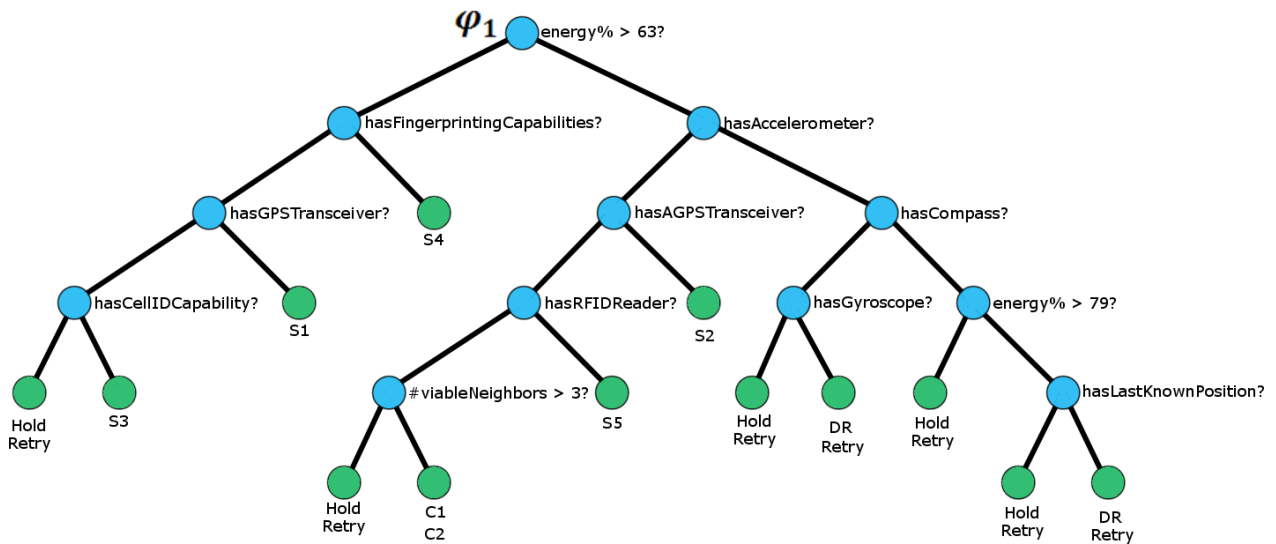 φ1
energy% > 63?
hasFingerprintingCapabilities?
hasAccelerometer?
hasGPSTransceiver?
S4
hasAGPSTransceiver?
hasCompass?
hasCellIDCapability?
S1
hasRFIDReader?
S2
hasGyroscope?
energy% > 79?
Hold
Retry
S3
#viableNeighbors > 3?
S5
Hold
Retry
DR
Retry
Hold
Retry
hasLastKnownPosition?
Hold
Retry
C1
C2
Hold
Retry
DR
Retry